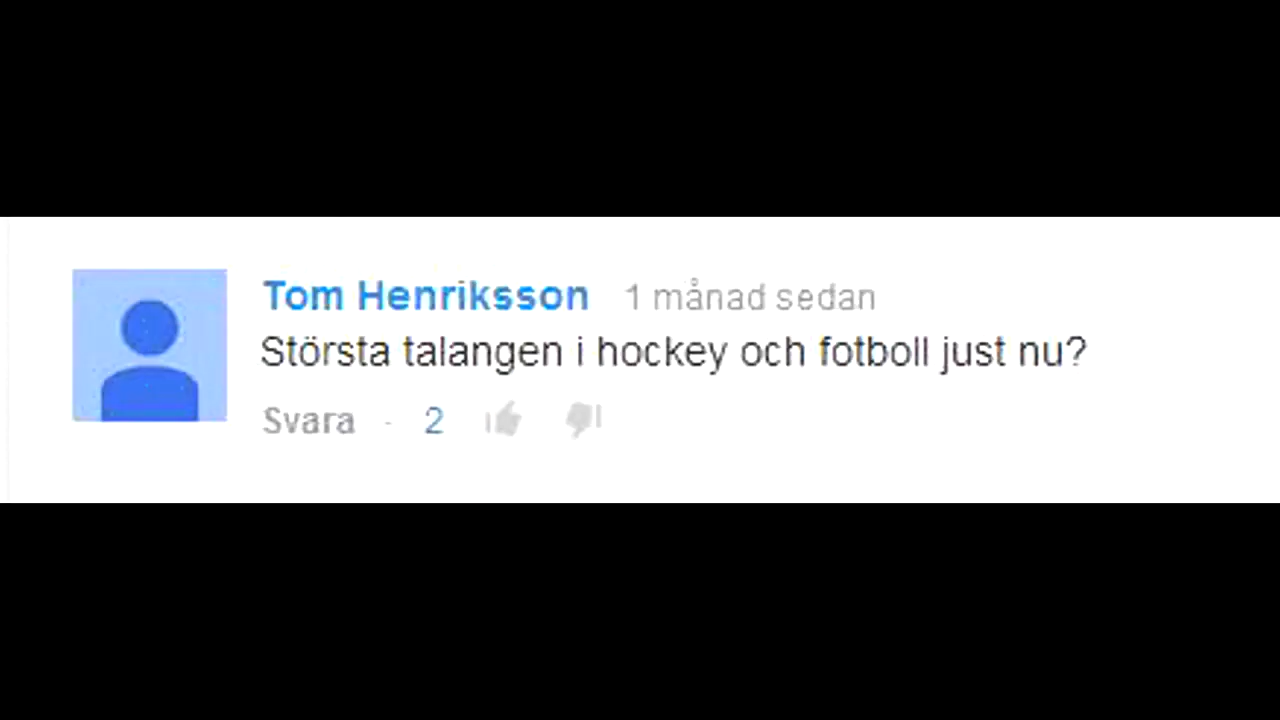 Tom Henriksson 1 månad sedan
Största talangen i hockey och fotboll just nu?
Svara · 2